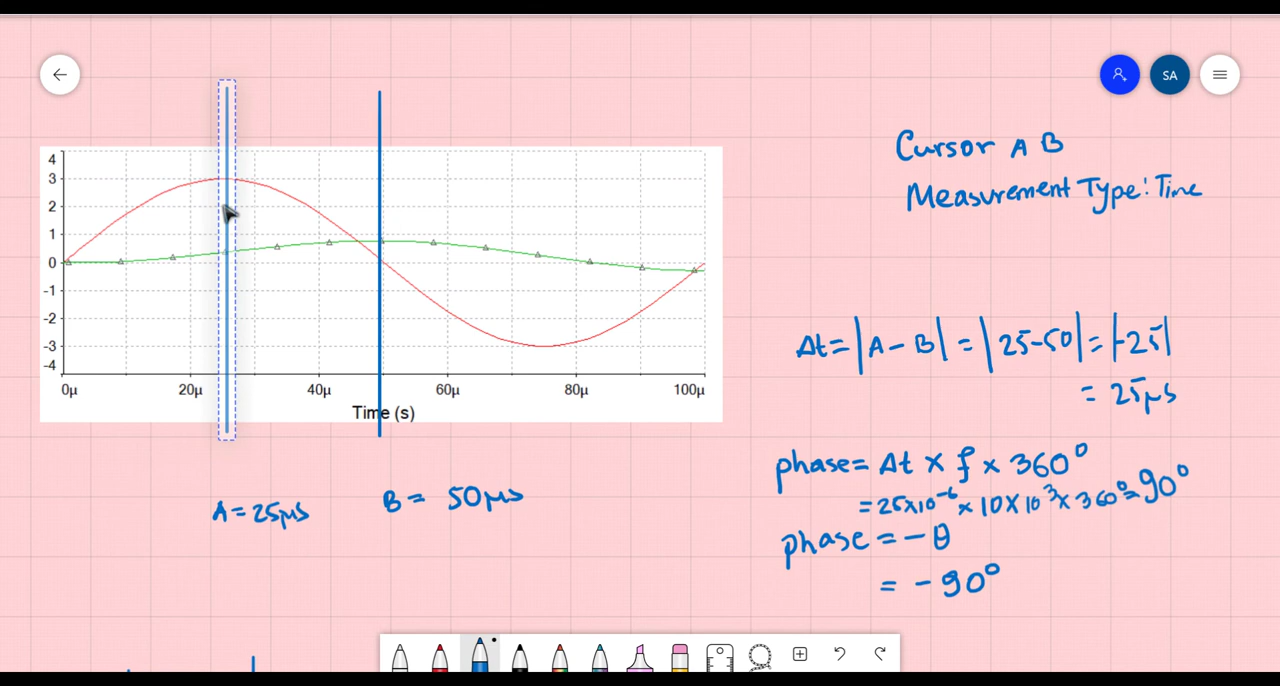 SA
Cursor A B
Measurement Type: Time
4
3
2
1
0
-1
-2
-3
-4
0μ 20μ 40μ 60μ 80μ 100μ
Time (s)
A = 25μs
B = 50μs
Δt = |A - B| = |25-50| = |-25|
= 25μs
phase = Δt × f × 360°
= 25×10⁻⁶ × 10 × 10³ × 360° = 90°
phase = - θ
= - 90°